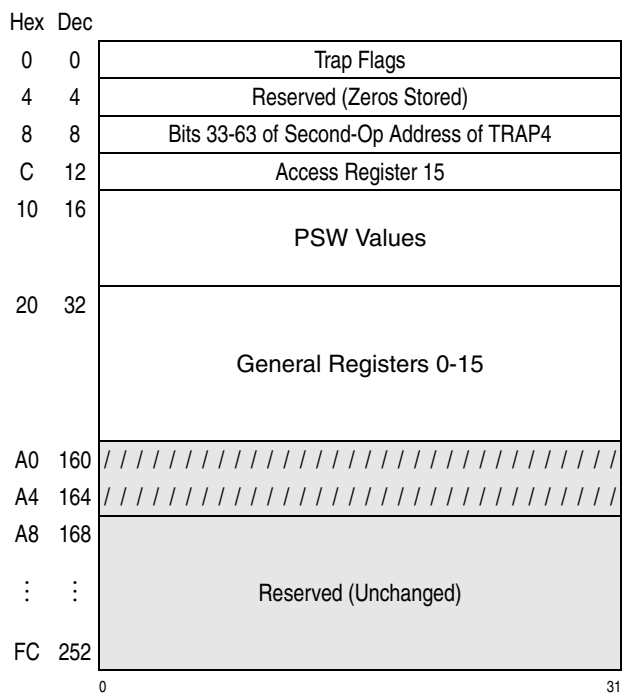 Hex Dec
0 0 Trap Flags
4 4 Reserved (Zeros Stored)
8 8 Bits 33-63 of Second-Op Address of TRAP4
C 12 Access Register 15
10 16
PSW Values
20 32
General Registers 0-15
A0 160 / / / / / / / / / / / / / / / / / / / / / / / / / / / / / / / / /
A4 164 / / / / / / / / / / / / / / / / / / / / / / / / / / / / / / / / /
A8 168
⋮ ⋮ Reserved (Unchanged)
FC 252
0 31